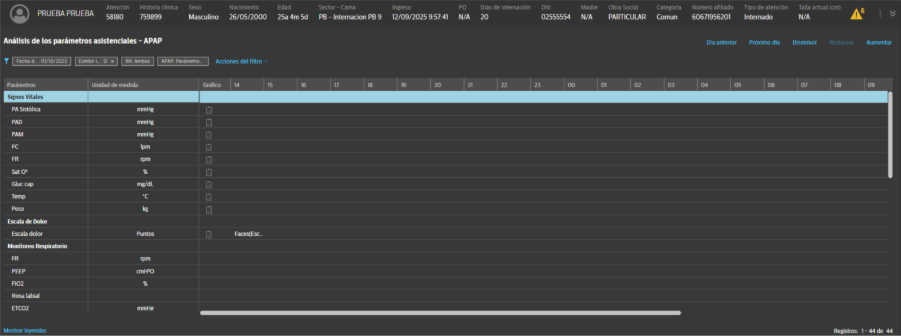 PRUEBA PRUEBA
Atención Historia clínica Sexo Nacimiento Edad Sector - Cama Ingreso PO Días de internación DNI Madre Obra Social Categoría Número afiliado Tipo de atención Talla actual (cm)
58180 759899 Masculino 26/05/2000 25a 4m 5d PB - Internacion PB 9 12/09/2025 9:57:41 N/A 20 02555554 N/A PARTICULAR Comun 60671956201 Internado N/A 6
Análisis de los parámetros asistenciales - APAP
Día anterior Próximo día Disminuir Restaurar Aumentar
Fecha d... 01/10/2025 Exhibir l... Sí × RN: Ambos APAP: Parámetro... Acciones del filtro
Parámetros Unidad de medida Gráfico 14 15 16 17 18 19 20 21 22 23 00 01 02 03 04 05 06 07 08 09
Signos Vitales
PA Sistólica mmHg
PAD mmHg
PAM mmHg
FC lpm
FR rpm
Sat O² %
Gluc cap mg/dL
Temp °C
Peso kg
Escala de Dolor
Escala dolor Puntos Faces(Esc...
Monitoreo Respiratorio
FR rpm
PEEP
FIO2 %
Rima labial
ETCO2 mmHg
Mostrar leyendas
Registros: 1 - 44 de 44